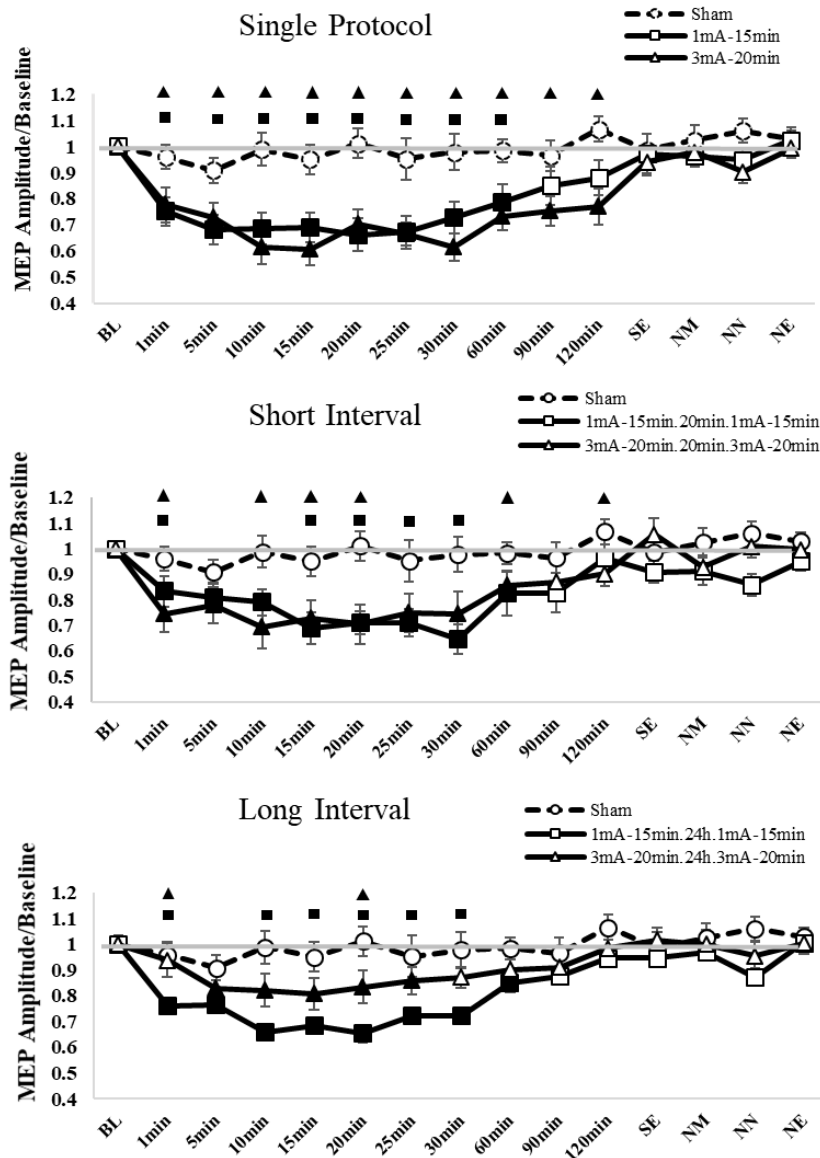 Single Protocol
Sham
1mA-15min
3mA-20min
MEP Amplitude/Baseline
1.2
1.1
1
0.9
0.8
0.7
0.6
0.5
0.4
BL 1min 5min 10min 15min 20min 25min 30min 60min 90min 120min SE NM NN NE
Short Interval
Sham
1mA-15min.20min.1mA-15min
3mA-20min.20min.3mA-20min
MEP Amplitude/Baseline
1.2
1.1
1
0.9
0.8
0.7
0.6
0.5
0.4
BL 1min 5min 10min 15min 20min 25min 30min 60min 90min 120min SE NM NN NE
Long Interval
Sham
1mA-15min.24h.1mA-15min
3mA-20min.24h.3mA-20min
MEP Amplitude/Baseline
1.2
1.1
1
0.9
0.8
0.7
0.6
0.5
0.4
BL 1min 5min 10min 15min 20min 25min 30min 60min 90min 120min SE NM NN NE